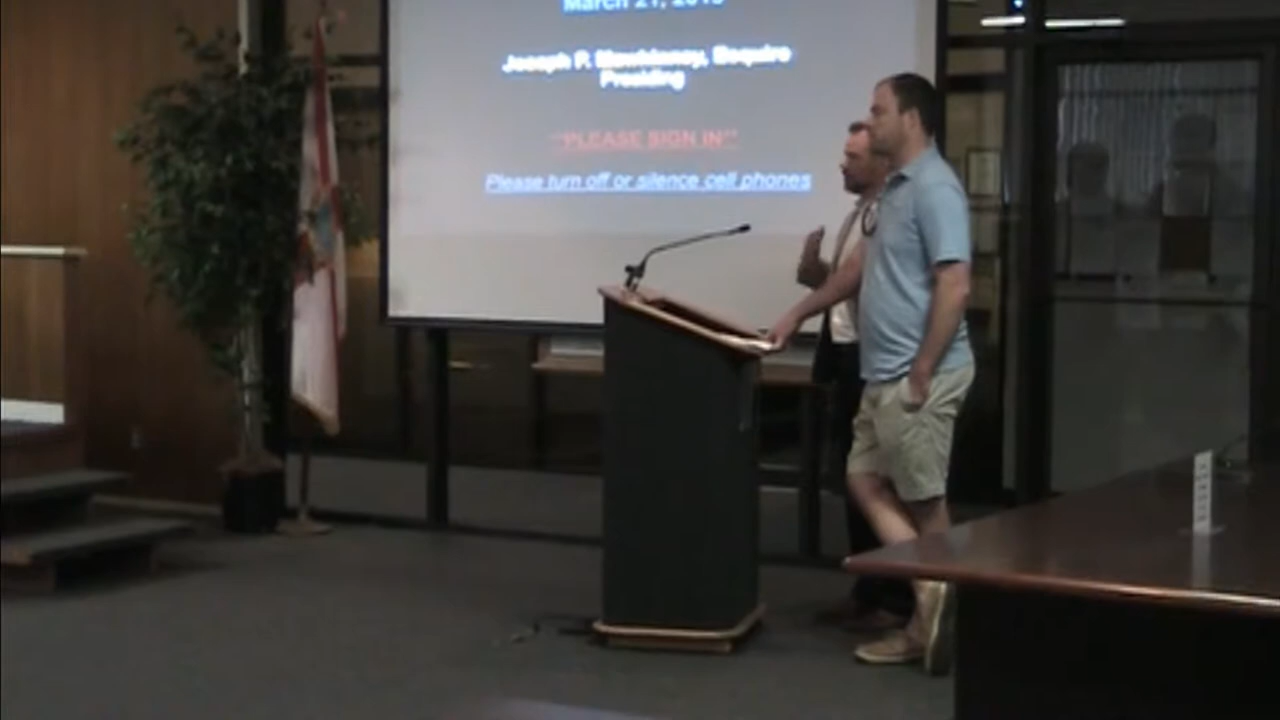 March 21,
Joseph P. Esquire
Presiding
**PLEASE SIGN IN**
Please turn off or silence cell phones